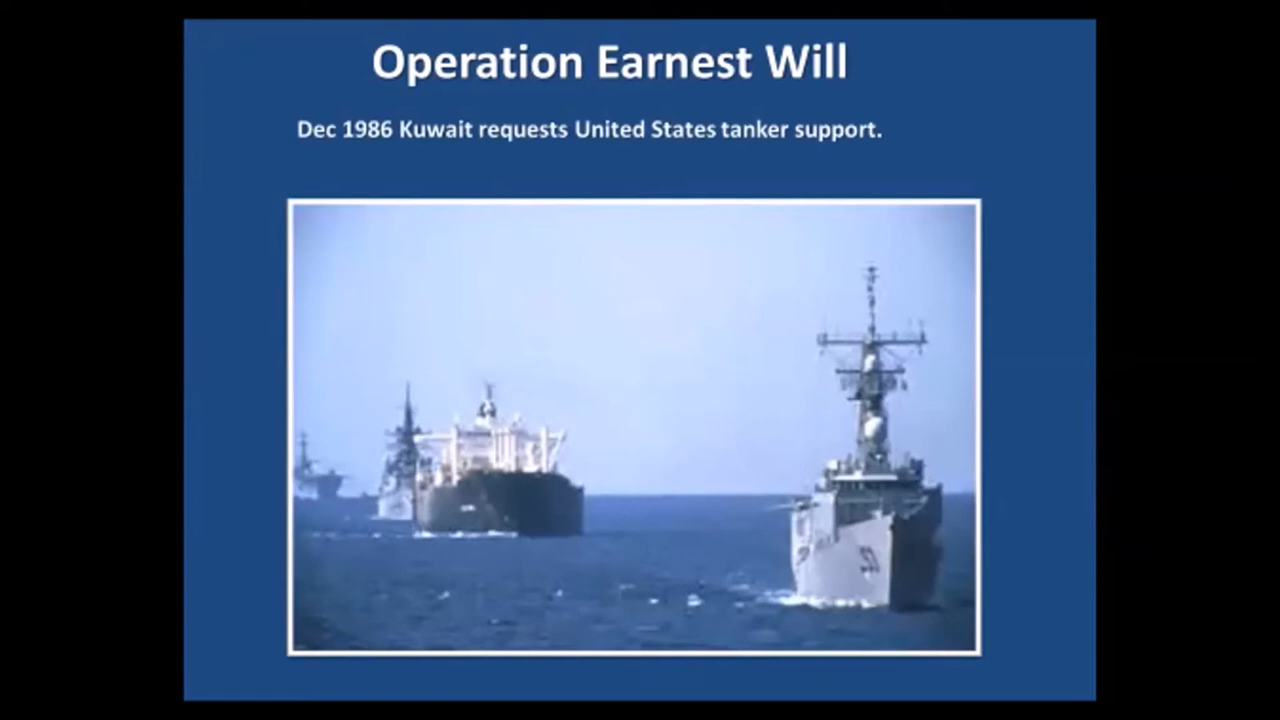 Operation Earnest Will
Dec 1986 Kuwait requests United States tanker support.